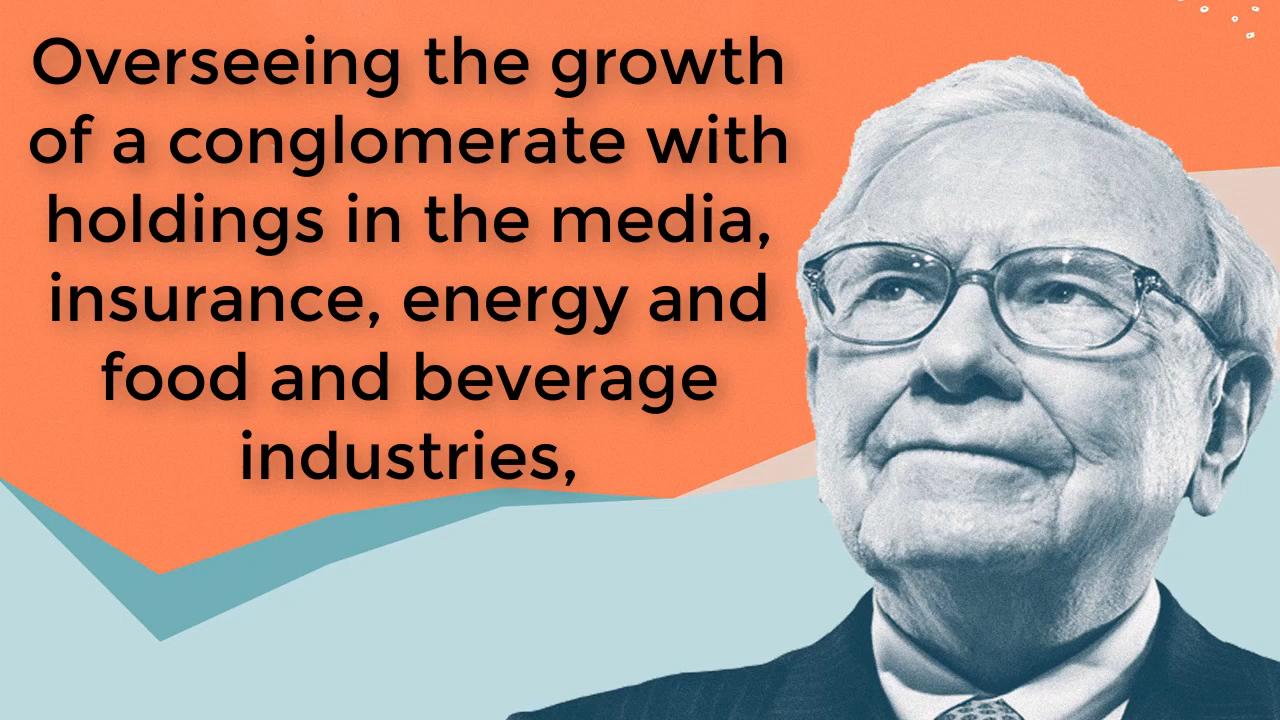 Overseeing the growth
of a conglomerate with
holdings in the media,
insurance, energy and
food and beverage
industries,